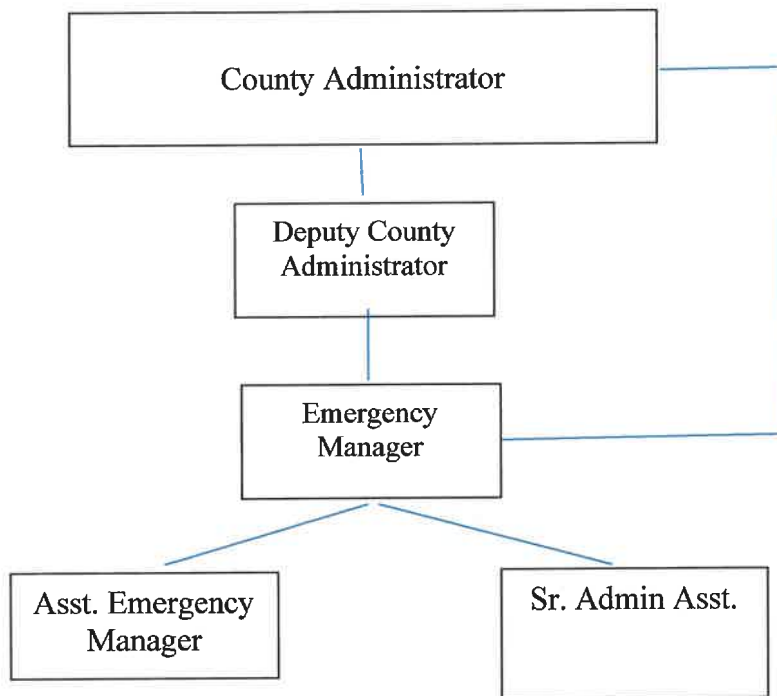 County Administrator
Deputy County
Administrator
Emergency
Manager
Asst. Emergency
Manager
Sr. Admin Asst.